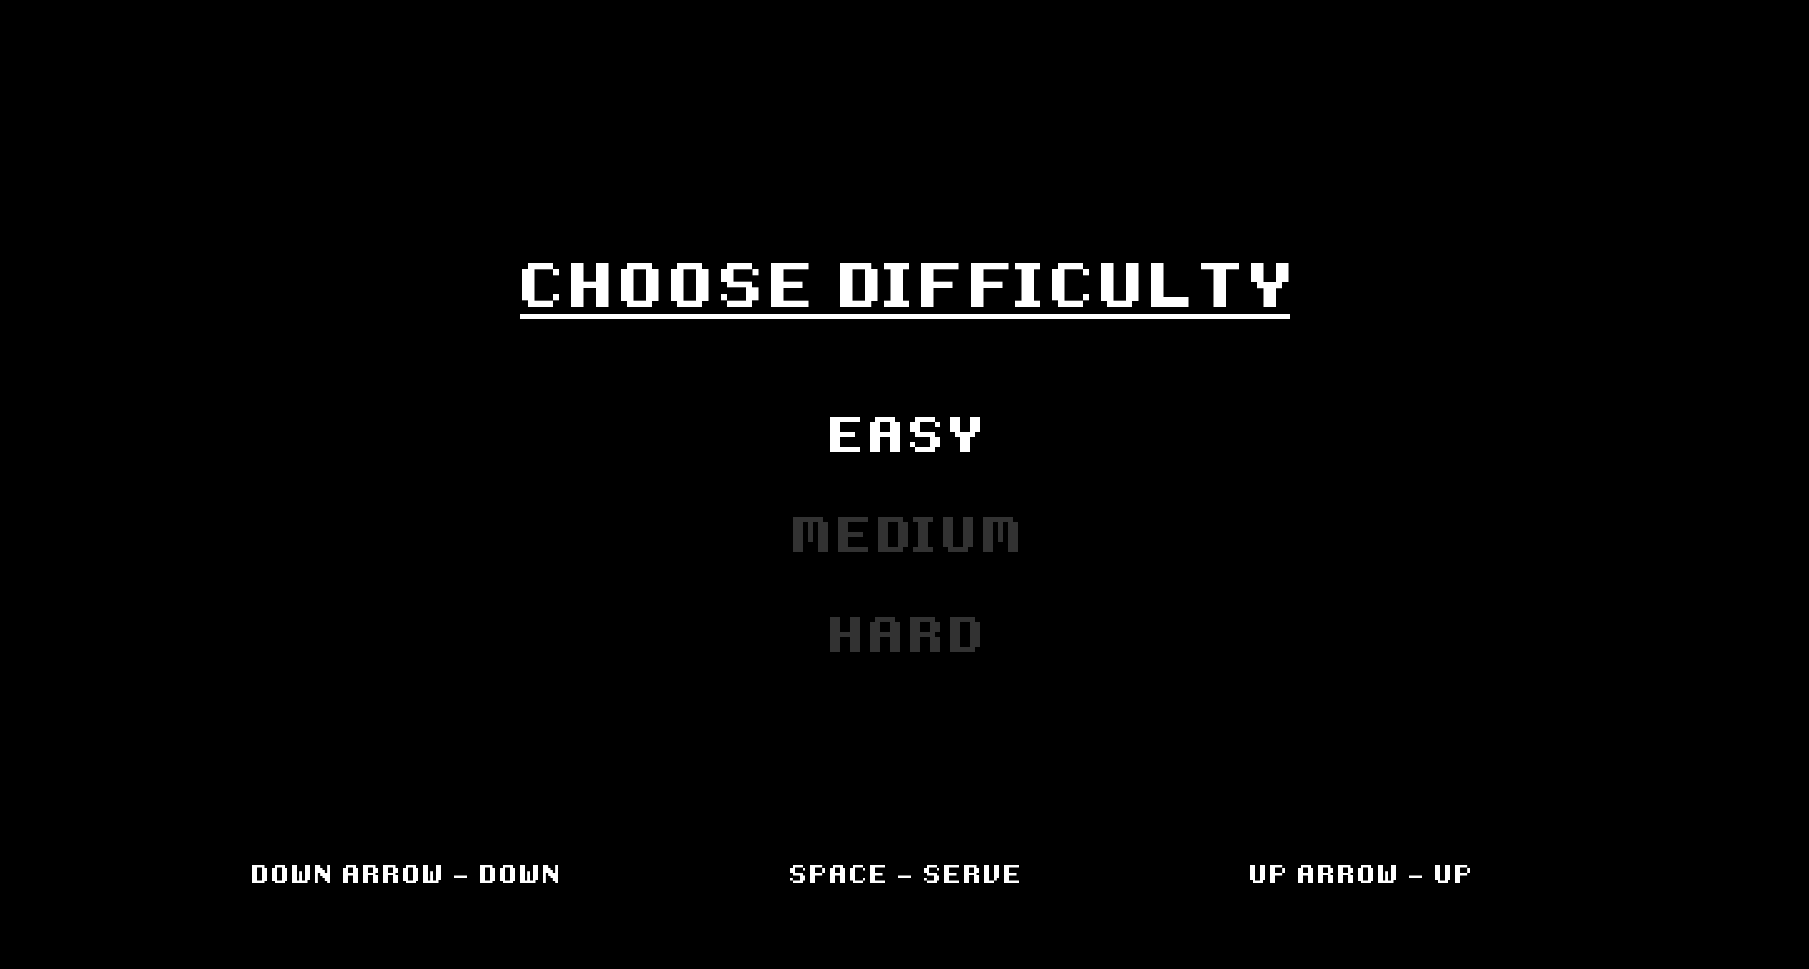 CHOOSE DIFFICULTY
EASY
MEDIUM
HARD
DOWN ARROW - DOWN SPACE - SERVE UP ARROW - UP